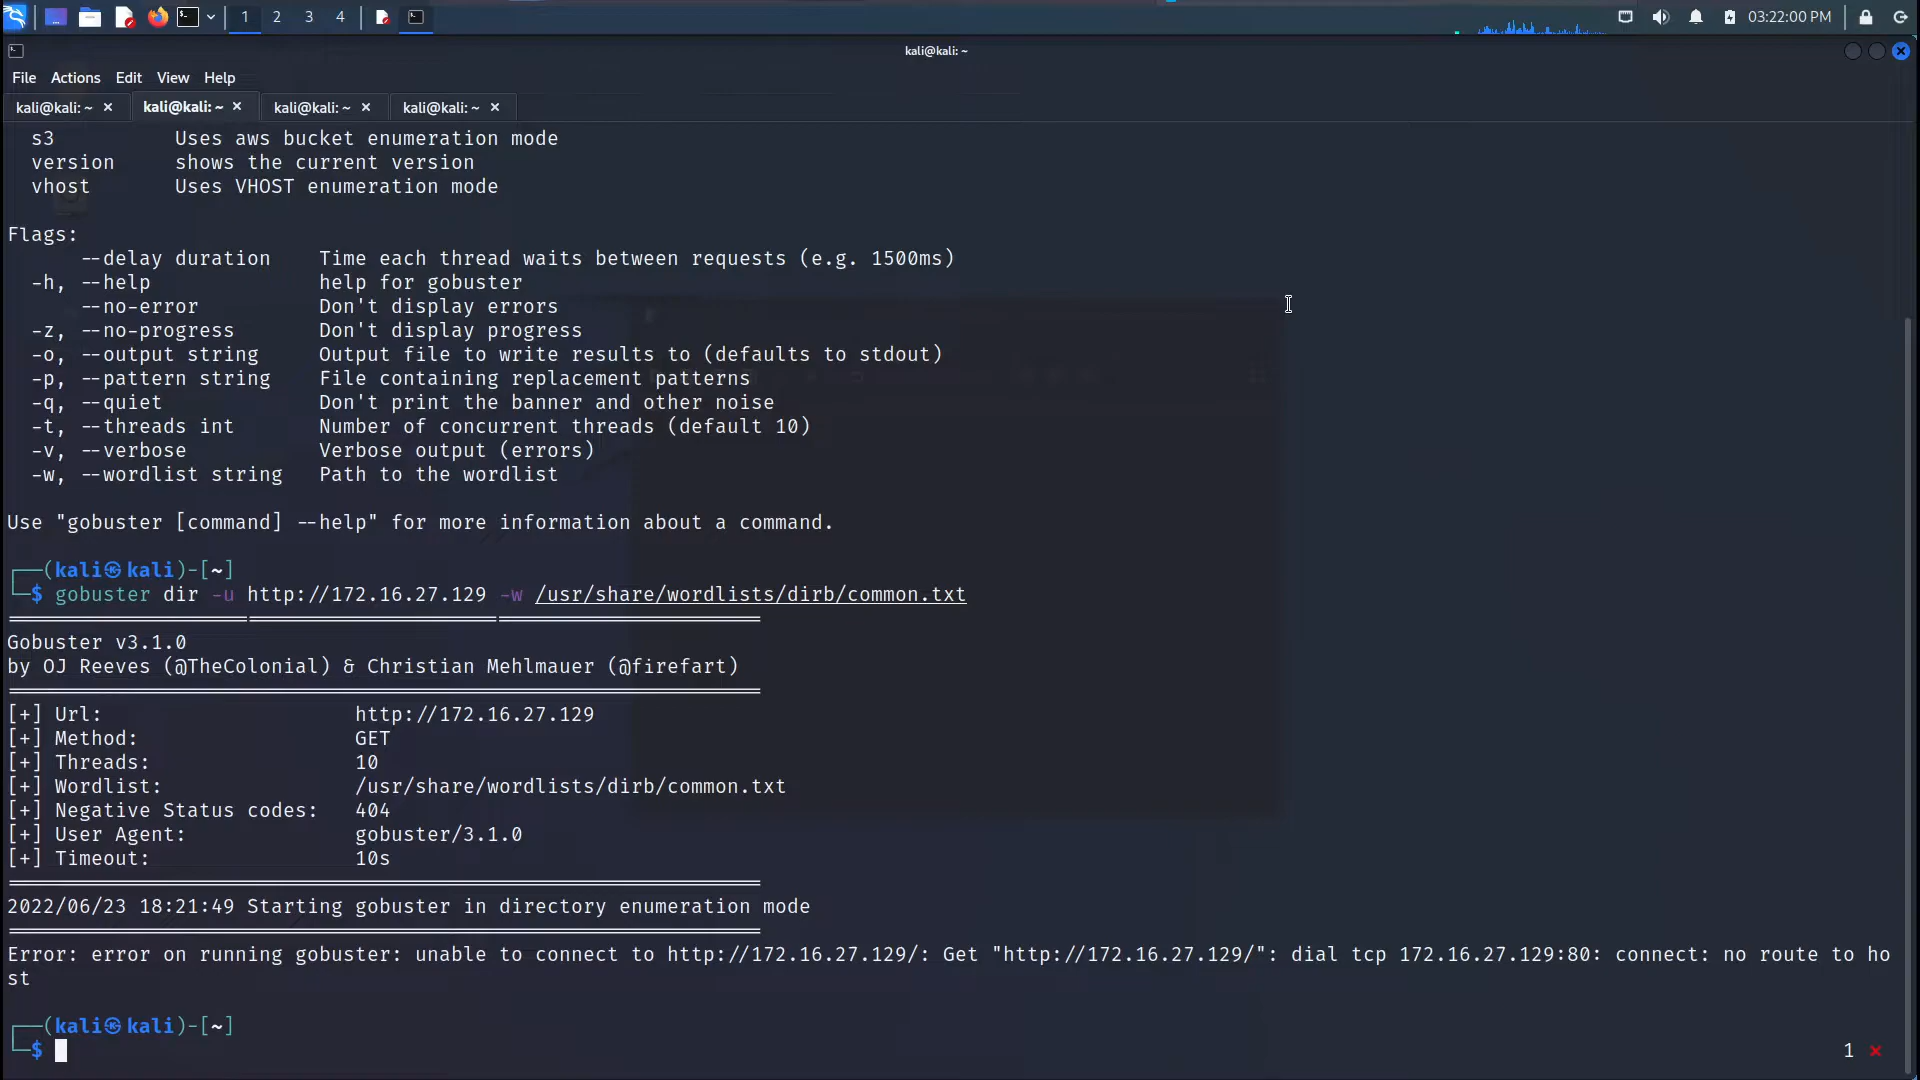 1 2 3 4 03:22:00 PM
kali@kali: ~
File Actions Edit View Help
kali@kali: ~ × kali@kali: ~ × kali@kali: ~ × kali@kali: ~ ×
s3 Uses aws bucket enumeration mode
version shows the current version
vhost Uses VHOST enumeration mode
Flags:
--delay duration Time each thread waits between requests (e.g. 1500ms)
-h, --help help for gobuster
--no-error Don't display errors
-z, --no-progress Don't display progress
-o, --output string Output file to write results to (defaults to stdout)
-p, --pattern string File containing replacement patterns
-q, --quiet Don't print the banner and other noise
-t, --threads int Number of concurrent threads (default 10)
-v, --verbose Verbose output (errors)
-w, --wordlist string Path to the wordlist
Use "gobuster [command] --help" for more information about a command.
┌──(kali㉿kali)-[~]
└─$ gobuster dir -u http://172.16.27.129 -w /usr/share/wordlists/dirb/common.txt
===============================================================
Gobuster v3.1.0
by OJ Reeves (@TheColonial) & Christian Mehlmauer (@firefart)
===============================================================
[+] Url: http://172.16.27.129
[+] Method: GET
[+] Threads: 10
[+] Wordlist: /usr/share/wordlists/dirb/common.txt
[+] Negative Status codes: 404
[+] User Agent: gobuster/3.1.0
[+] Timeout: 10s
===============================================================
2022/06/23 18:21:49 Starting gobuster in directory enumeration mode
===============================================================
Error: error on running gobuster: unable to connect to http://172.16.27.129/: Get "http://172.16.27.129/": dial tcp 172.16.27.129:80: connect: no route to ho
st
┌──(kali㉿kali)-[~]
└─$ 1 ⨯